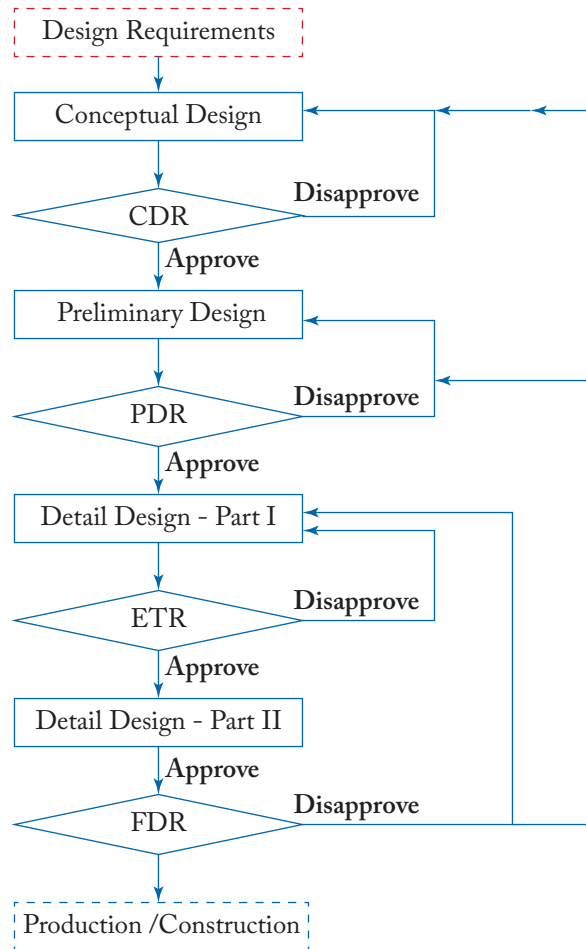 Design Requirements
Conceptual Design
Disapprove
CDR
Approve
Preliminary Design
Disapprove
PDR
Approve
Detail Design - Part I
Disapprove
ETR
Approve
Detail Design - Part II
Approve
Disapprove
FDR
Production /Construction